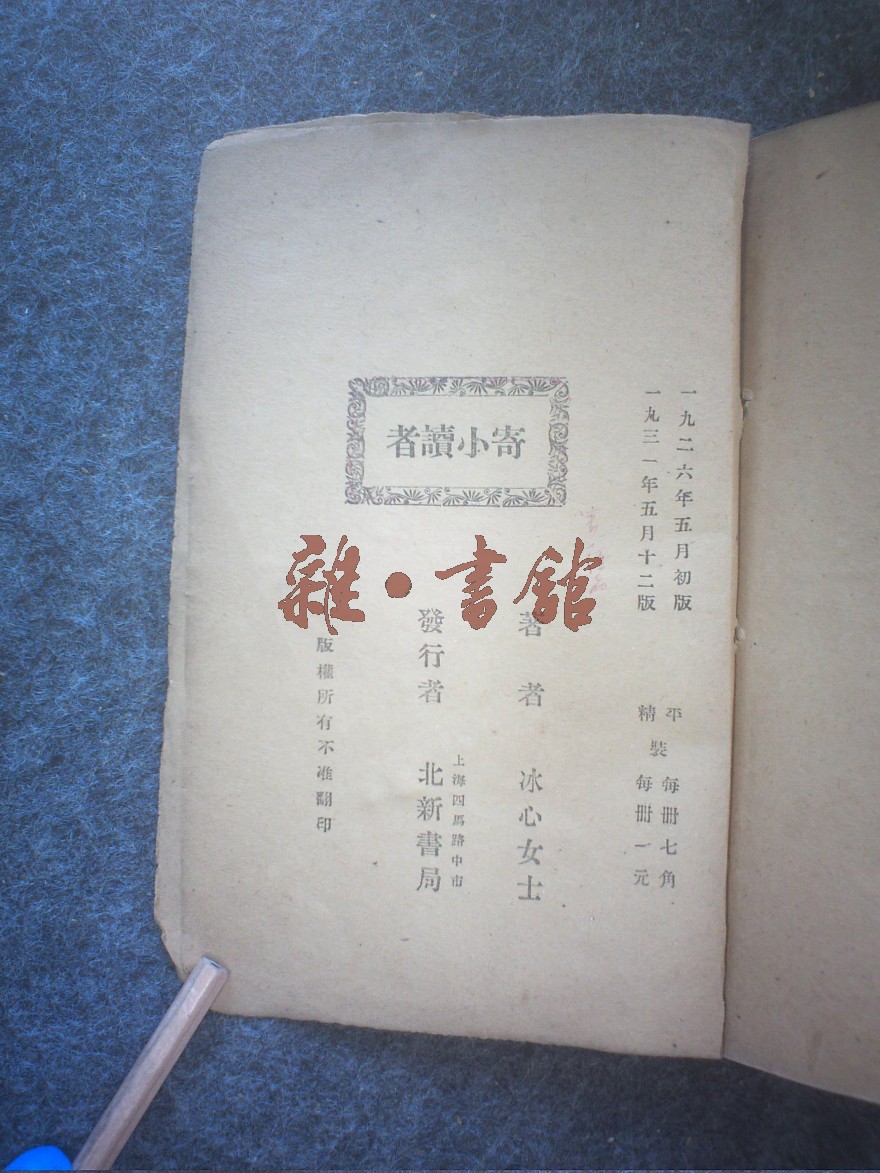 一九二六年五月初版
一九三一年五月十二版
平裝每冊七角
精裝每冊一元
寄小讀者
著者 冰心女士
上海四馬路中市
發行者 北新書局
版權所有不准翻印
雜·書館